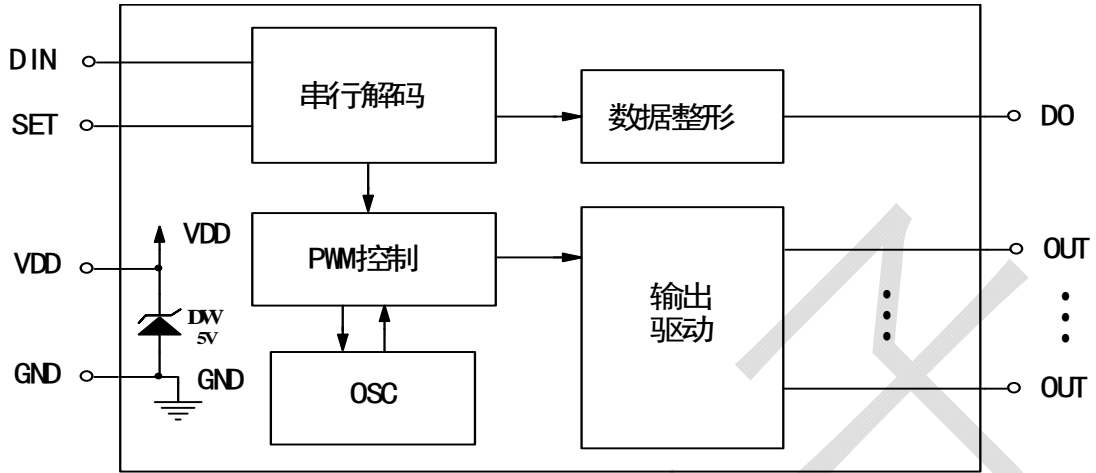 DIN
SET
串行解码
数据整形
DO
VDD
VDD
PWM控制
输出
驱动
OUT
DW
5V
GND
GND
OSC
OUT